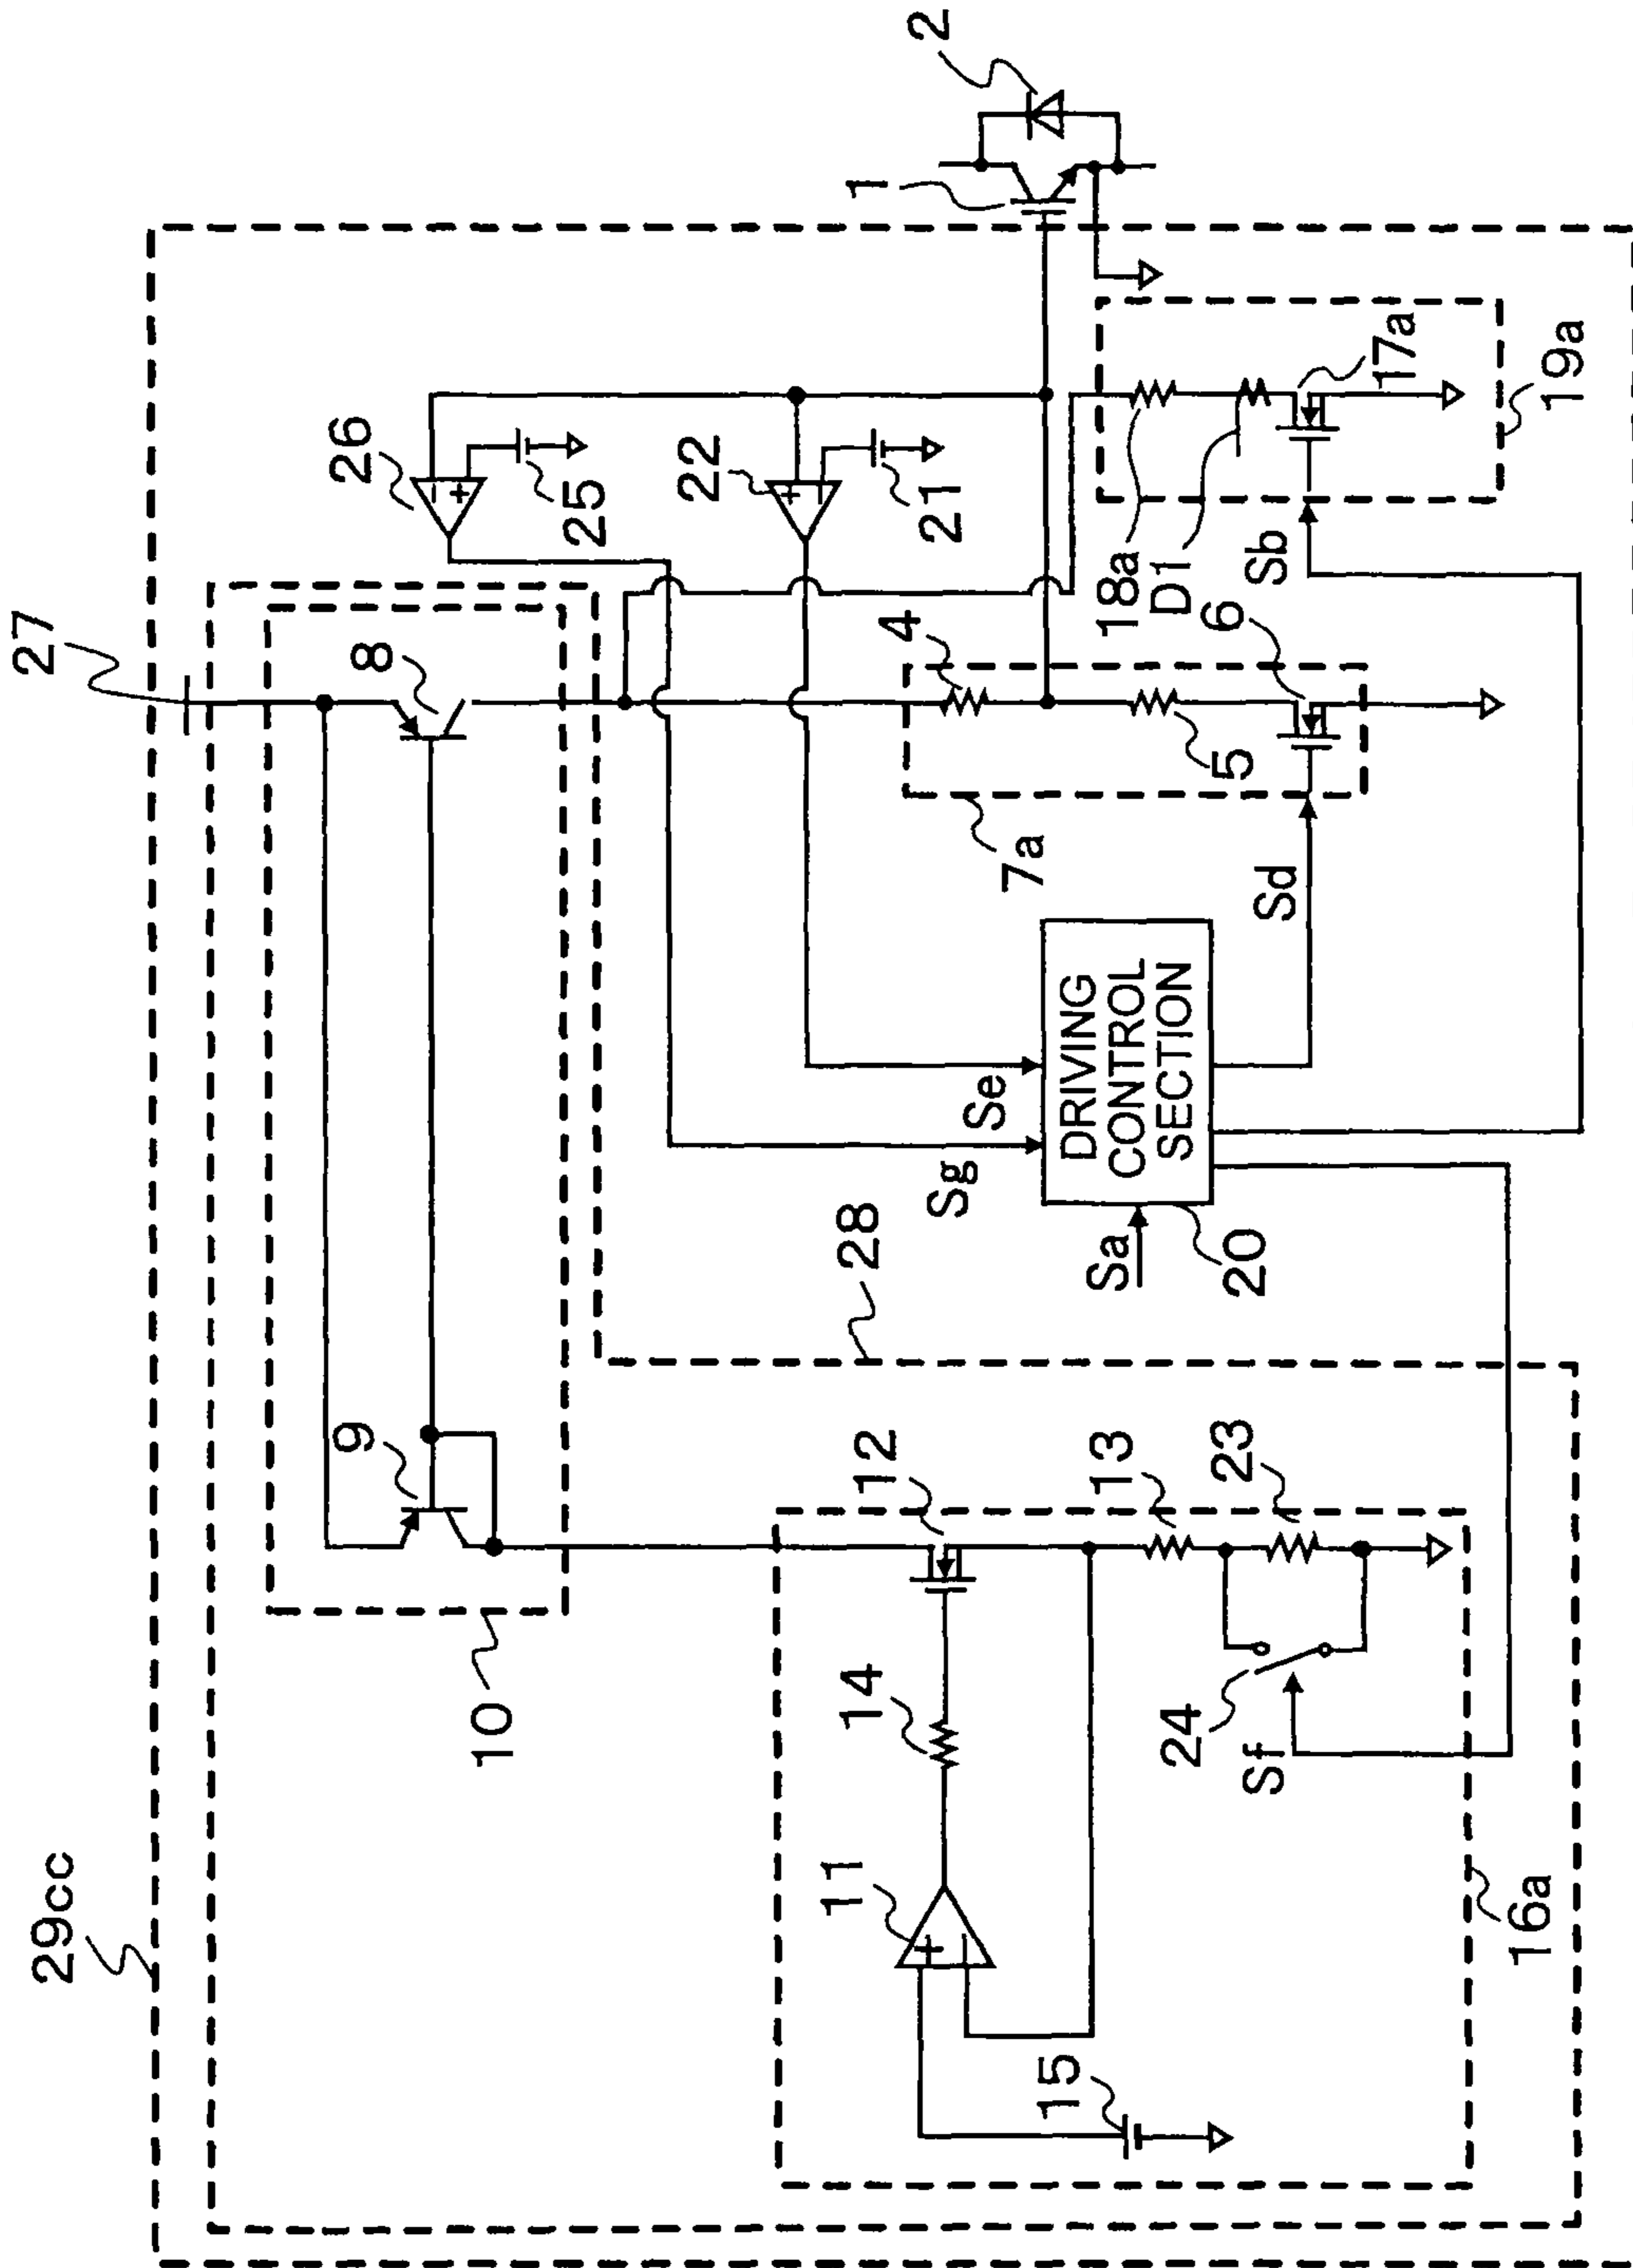 29cc
27
10
9
8
26
25
22
21
1
2
28
Sg
Se
Sa
DRIVING
CONTROL
SECTION
20
7a
4
5
6
Sd
18a
D1
Sb
17a
19a
11
14
12
13
23
15
24
Sf
16a
+
−
+
−
−
+